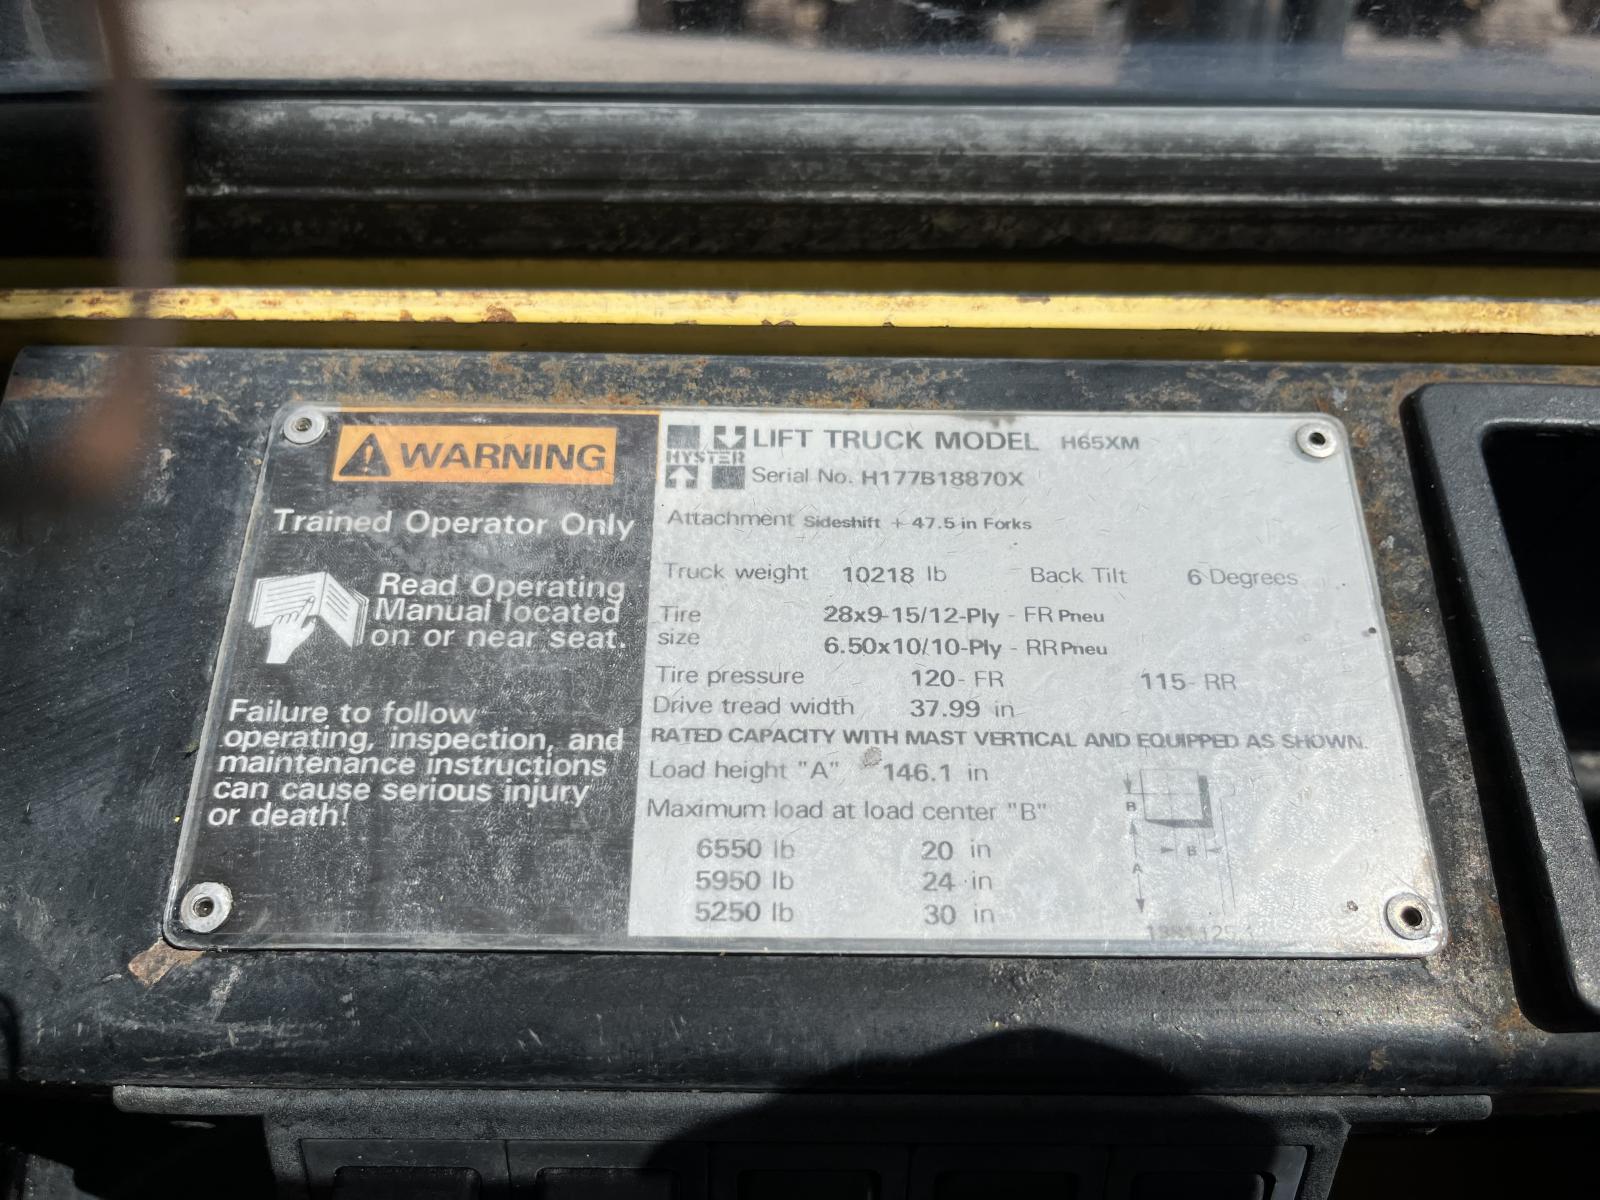 WARNING
Trained Operator Only
Read Operating
Manual located
on or near seat.
Failure to follow
operating, inspection, and
maintenance instructions
can cause serious injury
or death!
HYSTER
LIFT TRUCK MODEL H65XM
Serial No. H177B18870X
Attachment Sideshift + 47.5 in Forks
Truck weight 10218 lb Back Tilt 6 Degrees
Tire size 28x9-15/12-Ply - FR Pneu
6.50x10/10-Ply - RR Pneu
Tire pressure 120- FR 115- RR
Drive tread width 37.99 in
RATED CAPACITY WITH MAST VERTICAL AND EQUIPPED AS SHOWN.
Load height "A" 146.1 in
Maximum load at load center "B"
6550 lb 20 in
5950 lb 24 in
5250 lb 30 in
B
B
A